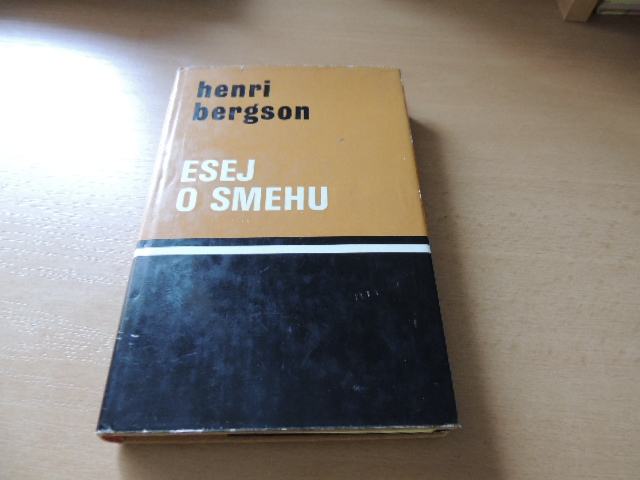 henri
bergson
ESEJ
O SMEHU